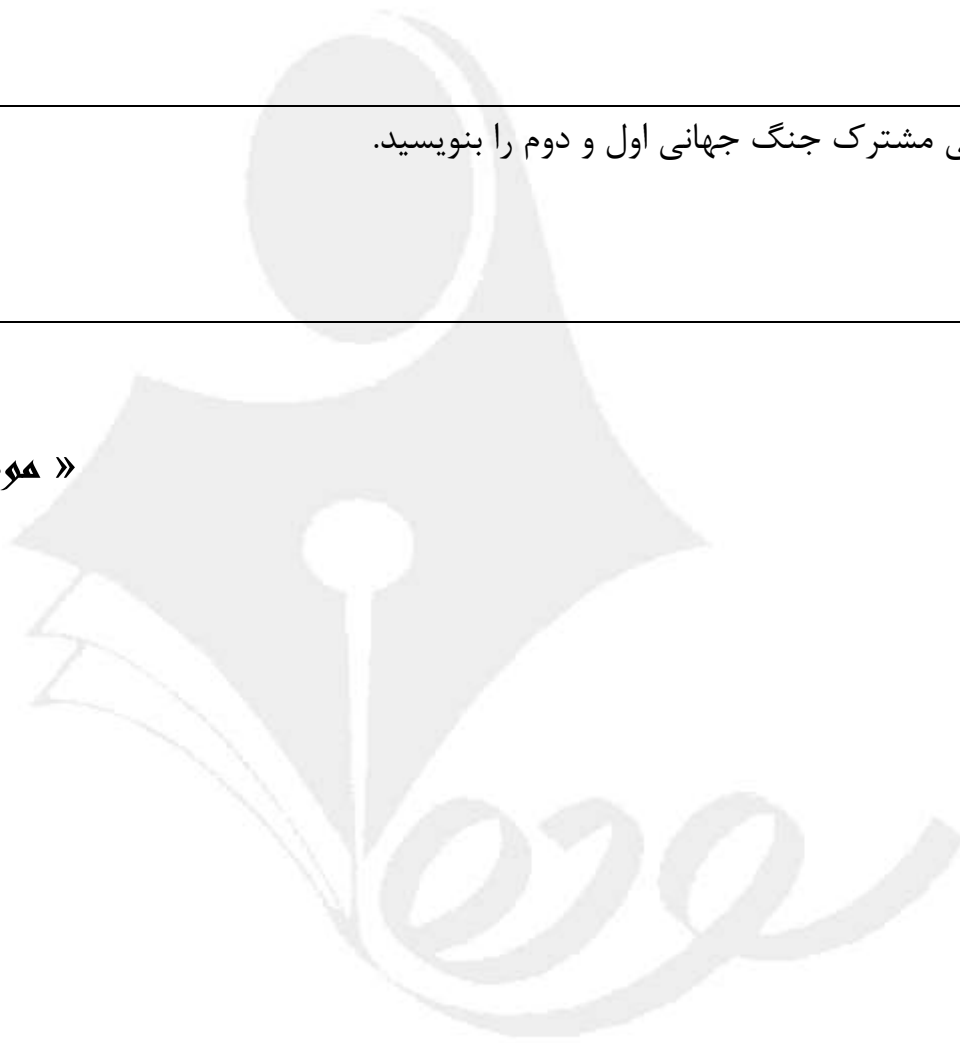 ی مشترک جنگ جهانی اول و دوم را بنویسید.
«